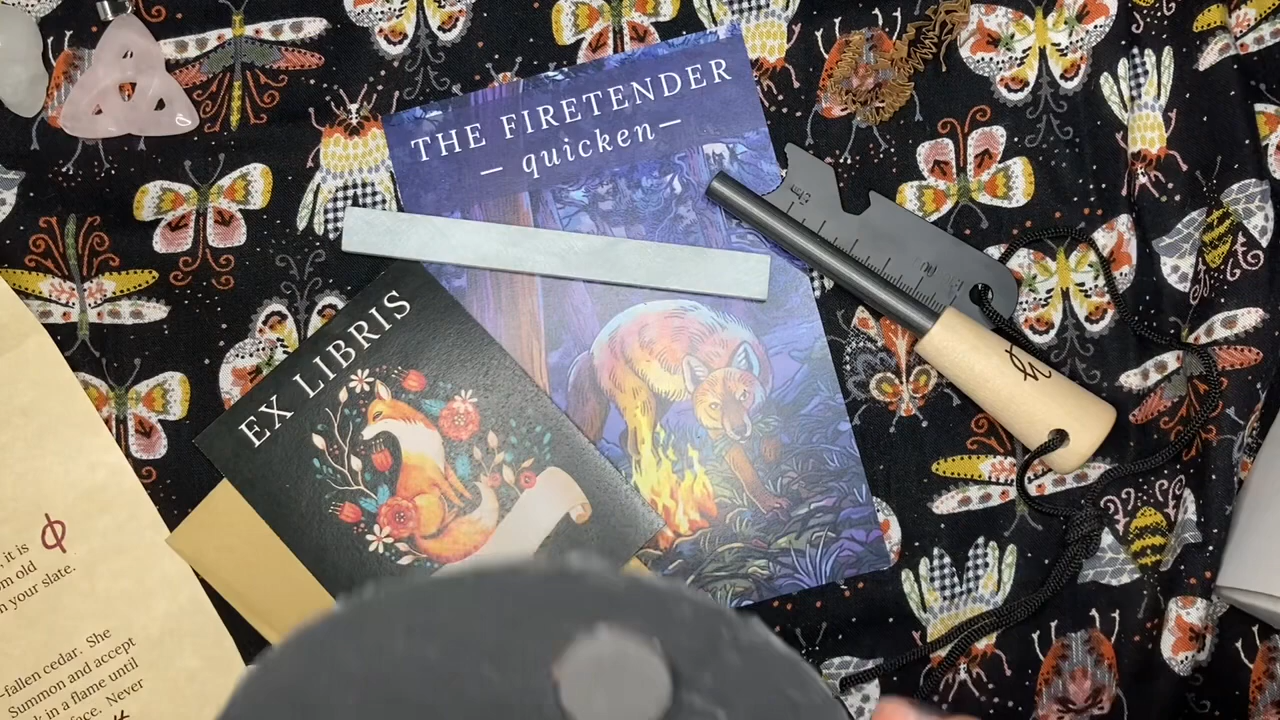 THE FIRETENDER
— quicken —
EX LIBRIS
, it is
om old
n your slate.
-fallen cedar. She
Summon and accept
k in a flame until
face. Never